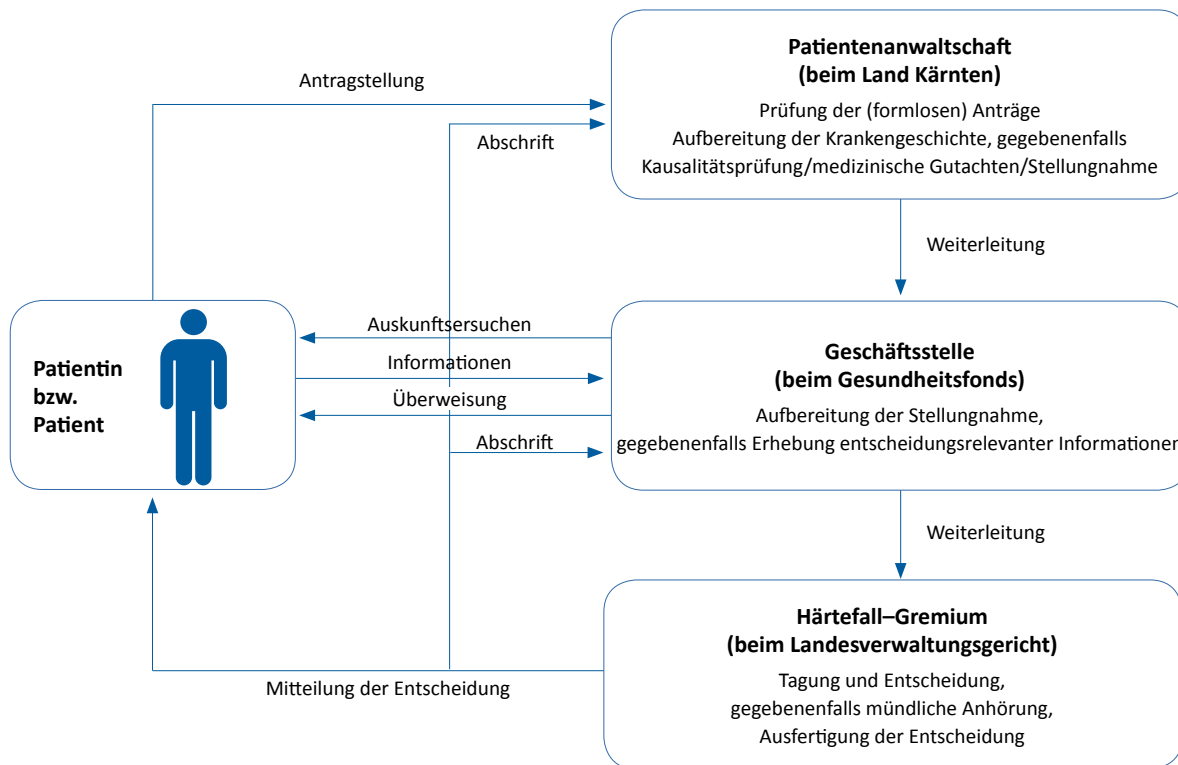 Patientenanwaltschaft
(beim Land Kärnten)
Prüfung der (formlosen) Anträge
Aufbereitung der Krankengeschichte, gegebenenfalls
Kausalitätsprüfung/medizinische Gutachten/Stellungnahme
Antragstellung
Abschrift
Weiterleitung
Patientin
bzw.
Patient
Auskunftsersuchen
Informationen
Überweisung
Abschrift
Geschäftsstelle
(beim Gesundheitsfonds)
Aufbereitung der Stellungnahme,
gegebenenfalls Erhebung entscheidungsrelevanter Informationen
Weiterleitung
Härtefall–Gremium
(beim Landesverwaltungsgericht)
Tagung und Entscheidung,
gegebenenfalls mündliche Anhörung,
Ausfertigung der Entscheidung
Mitteilung der Entscheidung